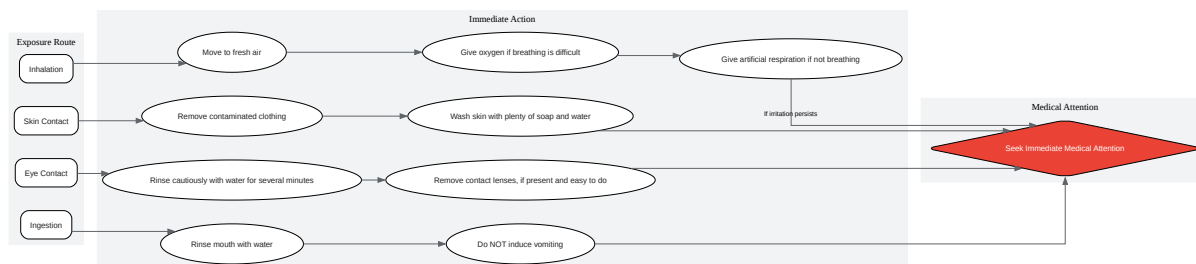 Immediate Action
Exposure Route
Inhalation
Move to fresh air
Give oxygen if breathing is difficult
Give artificial respiration if not breathing
Medical Attention
Skin Contact
Remove contaminated clothing
Wash skin with plenty of soap and water
If irritation persists
Seek Immediate Medical Attention
Eye Contact
Rinse cautiously with water for several minutes
Remove contact lenses, if present and easy to do
Ingestion
Rinse mouth with water
Do NOT induce vomiting